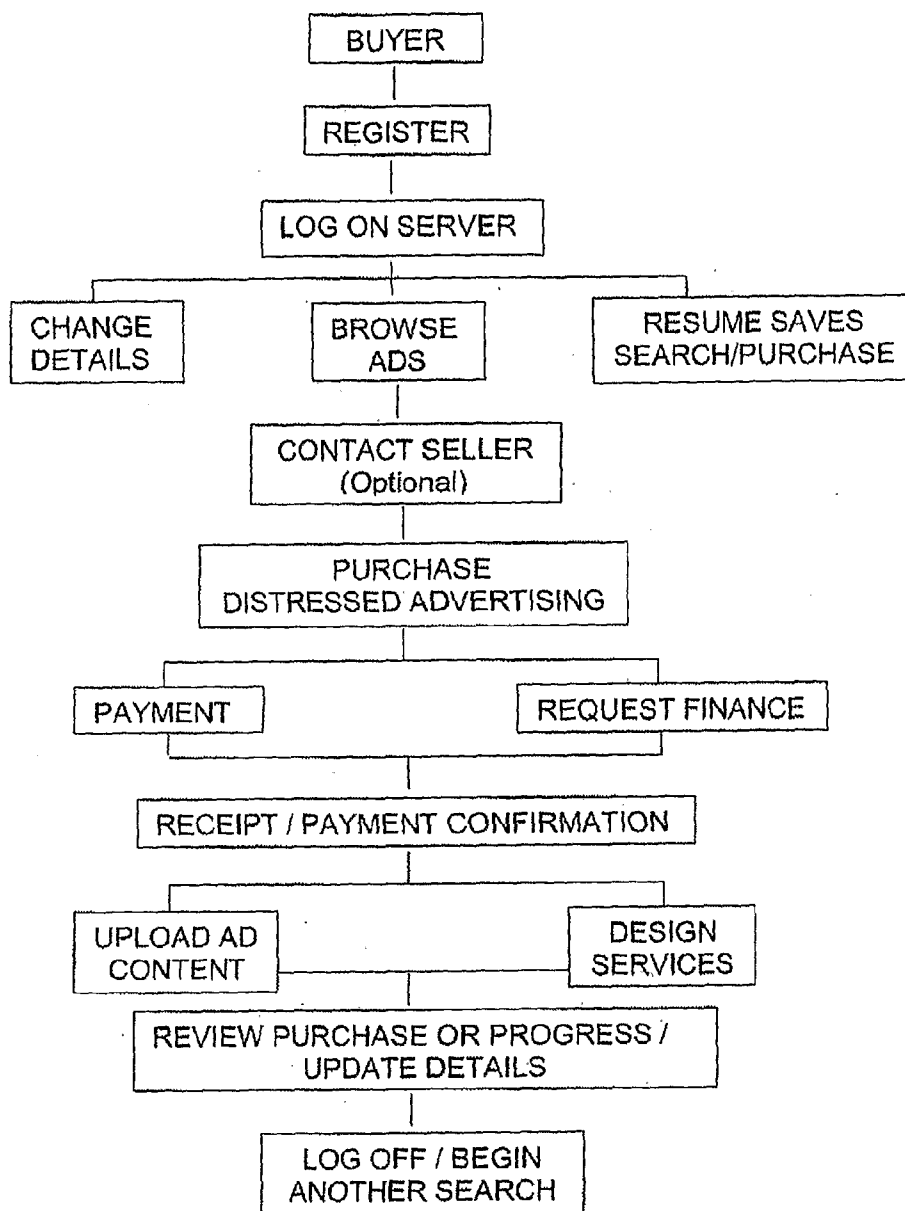 BUYER
REGISTER
LOG ON SERVER
CHANGE
DETAILS
BROWSE
ADS
RESUME SAVES
SEARCH/PURCHASE
CONTACT SELLER
(Optional)
PURCHASE
DISTRESSED ADVERTISING
PAYMENT
REQUEST FINANCE
RECEIPT / PAYMENT CONFIRMATION
UPLOAD AD
CONTENT
DESIGN
SERVICES
REVIEW PURCHASE OR PROGRESS /
UPDATE DETAILS
LOG OFF / BEGIN
ANOTHER SEARCH